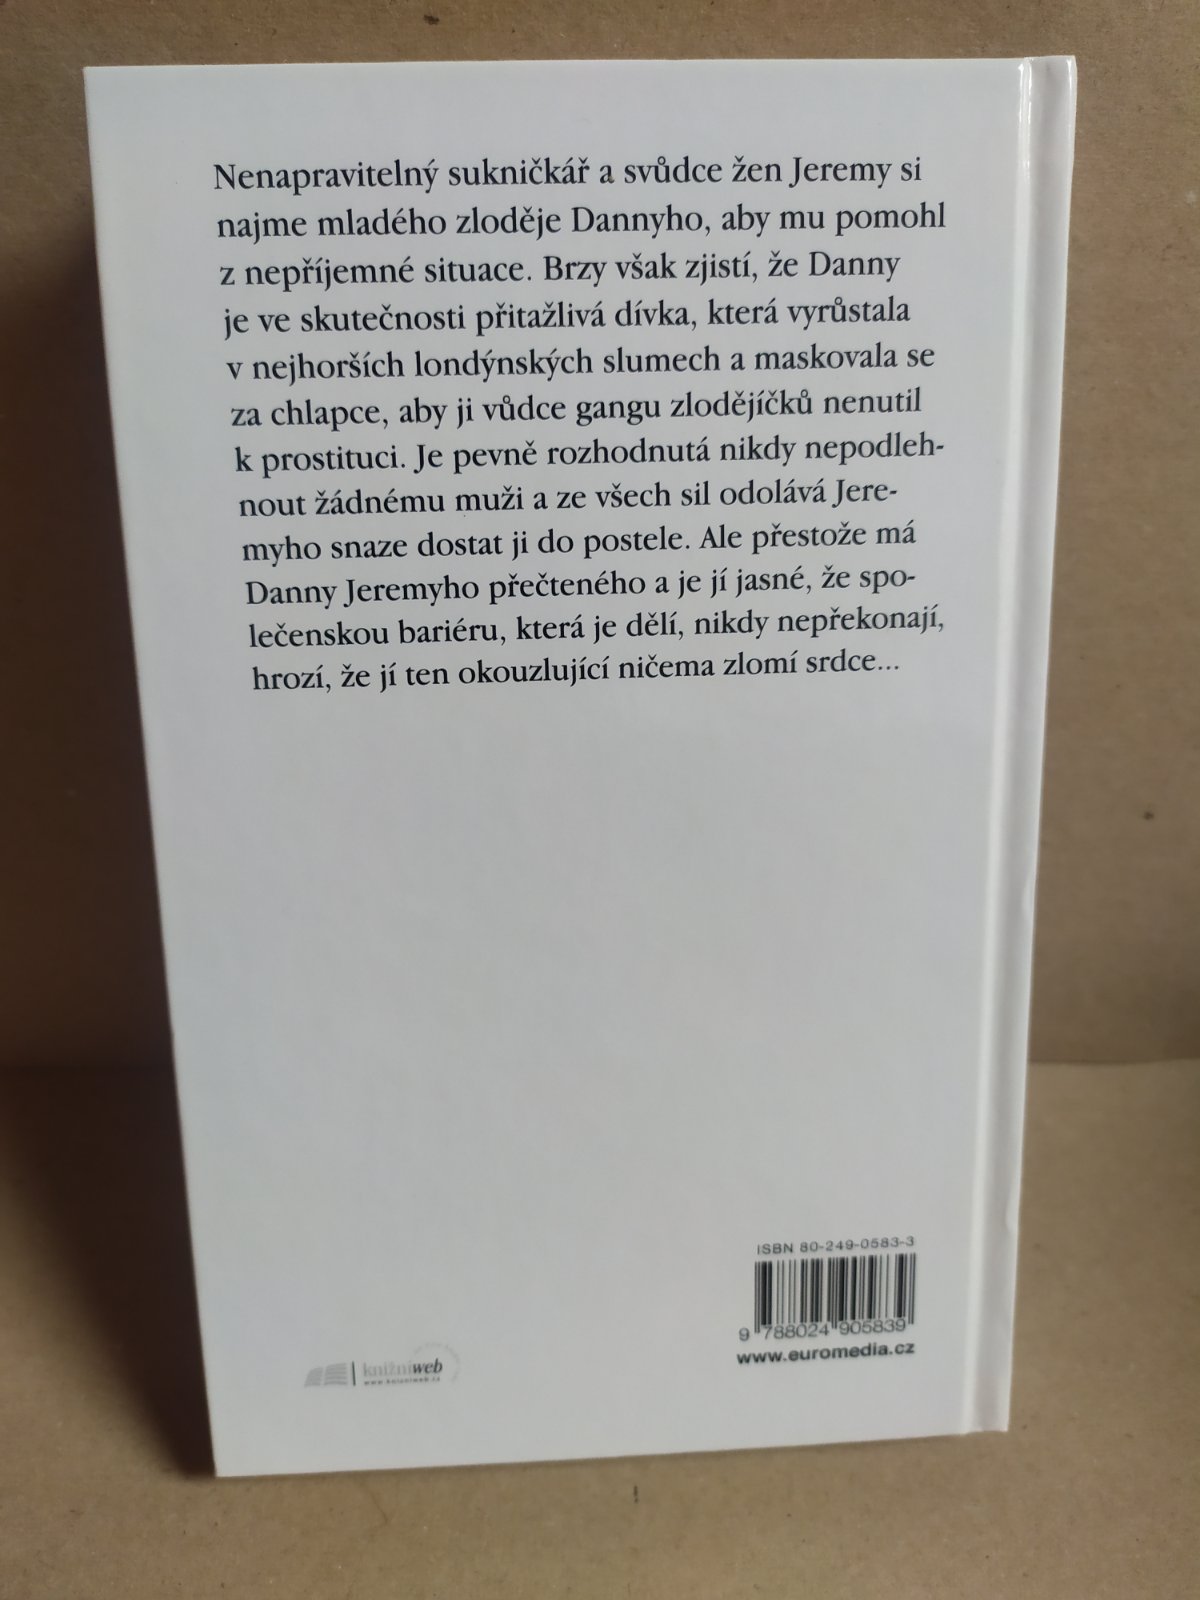 Nenapravitelný sukničkář a svůdce žen Jeremy si
najme mladého zloděje Dannyho, aby mu pomohl
z nepříjemné situace. Brzy však zjistí, že Danny
je ve skutečnosti přitažlivá dívka, která vyrůstala
v nejhorších londýnských slumech a maskovala se
za chlapce, aby ji vůdce gangu zlodějíčků nenutil
k prostituci. Je pevně rozhodnutá nikdy nepodleh-
nout žádnému muži a ze všech sil odolává Jere-
myho snaze dostat ji do postele. Ale přestože má
Danny Jeremyho přečteného a je jí jasné, že spo-
lečenskou bariéru, která je dělí, nikdy nepřekonají,
hrozí, že jí ten okouzlující ničema zlomí srdce...
ISBN 80-249-0583-3
9 788024 905839
www.euromedia.cz
knižníweb
www.knizniweb.cz